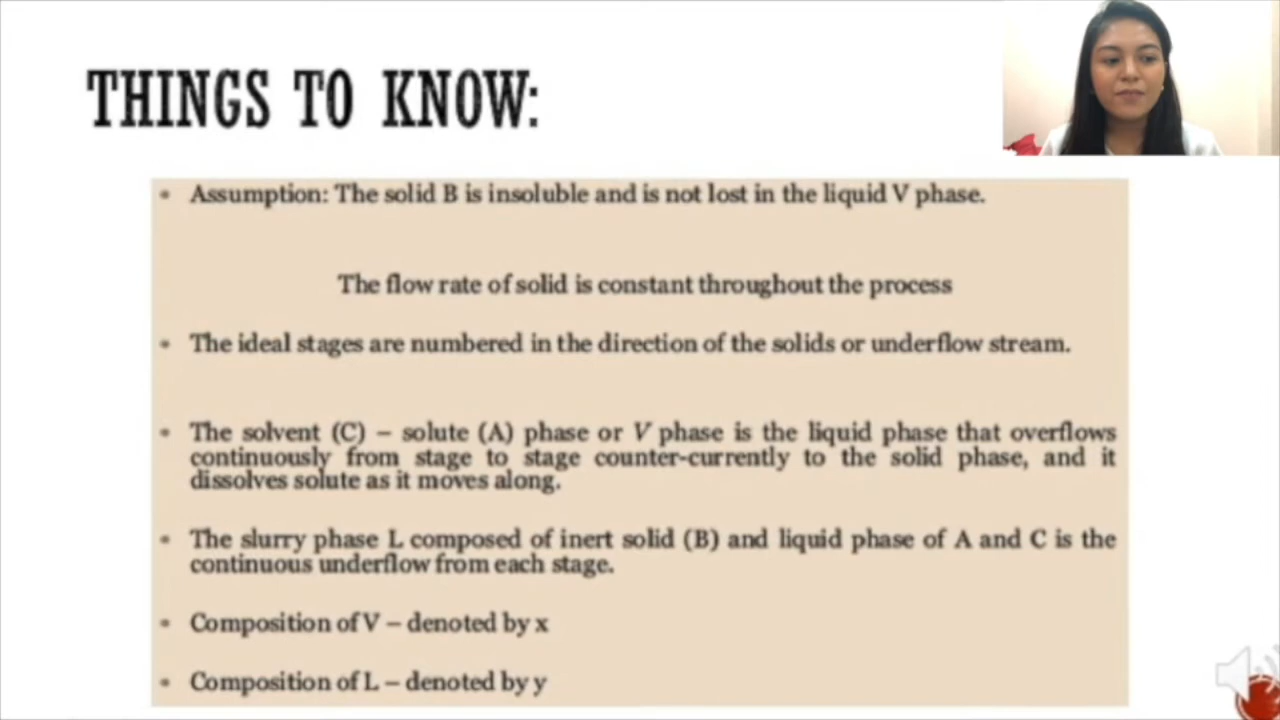 THINGS TO KNOW:
• Assumption: The solid B is insoluble and is not lost in the liquid V phase.
The flow rate of solid is constant throughout the process
• The ideal stages are numbered in the direction of the solids or underflow stream.
• The solvent (C) – solute (A) phase or V phase is the liquid phase that overflows
continuously from stage to stage counter-currently to the solid phase, and it
dissolves solute as it moves along.
• The slurry phase L composed of inert solid (B) and liquid phase of A and C is the
continuous underflow from each stage.
• Composition of V – denoted by x
• Composition of L – denoted by y